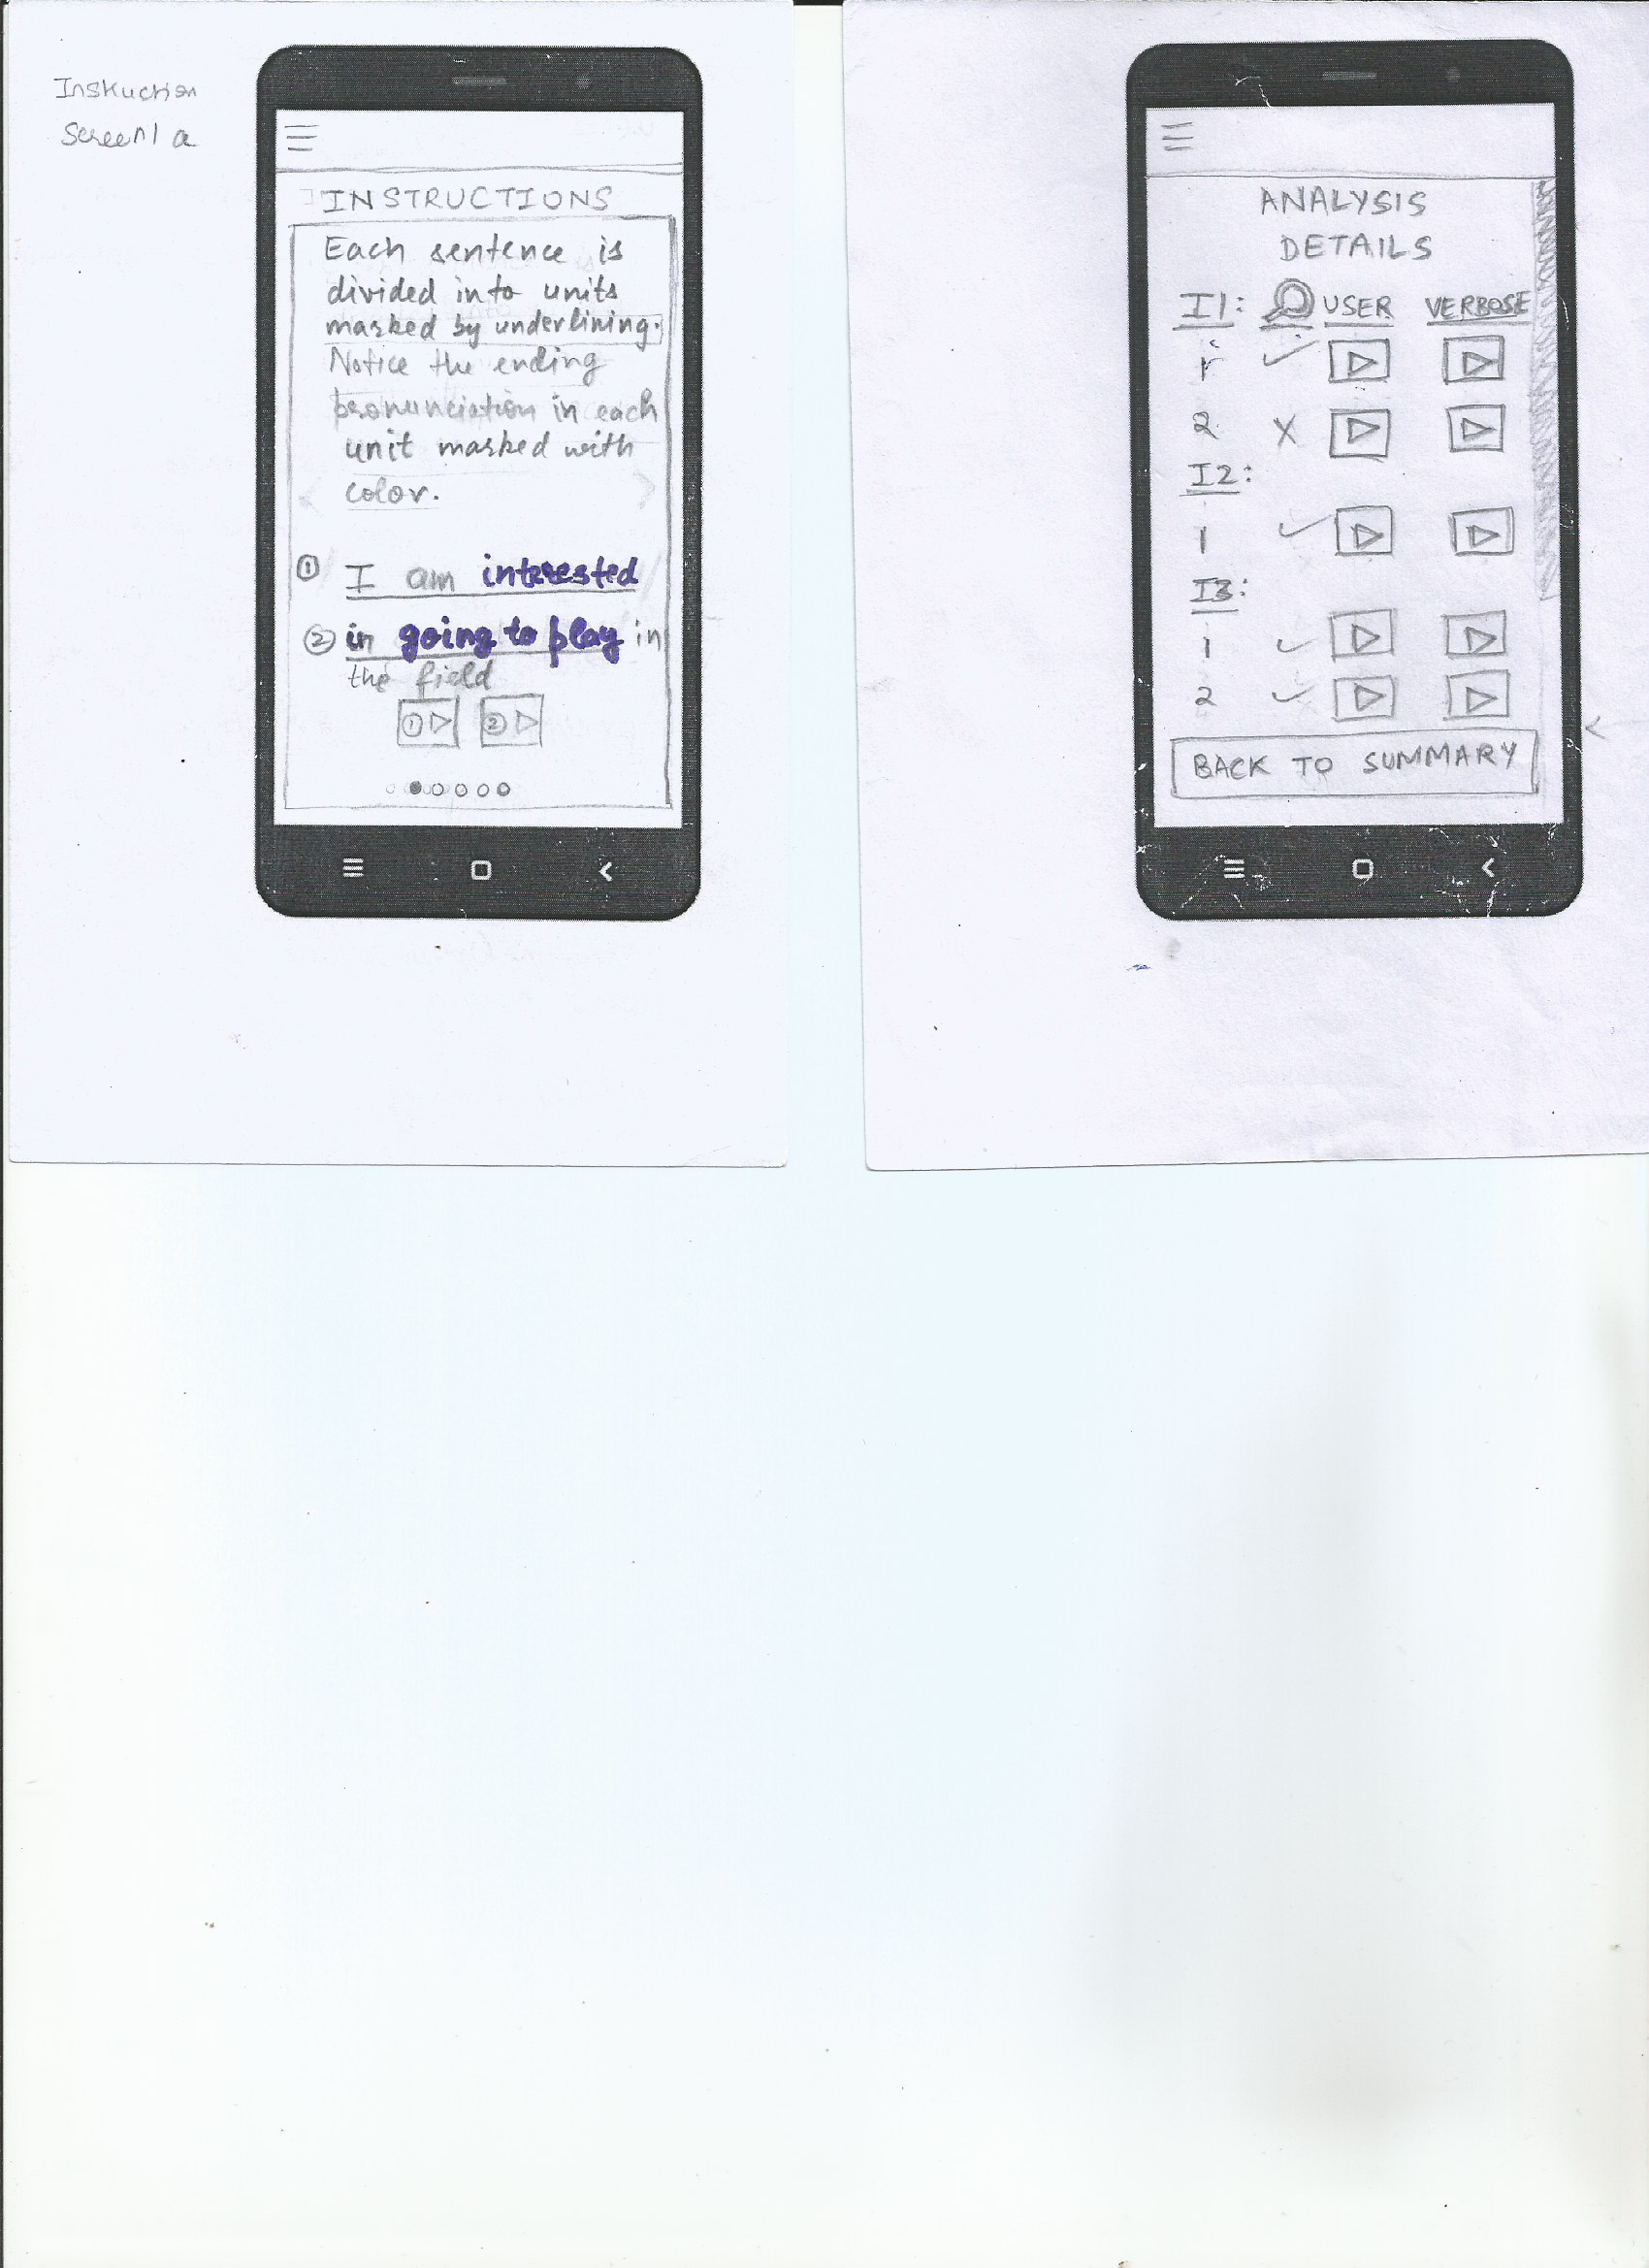 Instruction
Screen 1 a
INSTRUCTIONS
Each sentence is
divided into units
marked by underlining.
Notice the ending
pronunciation in each
unit marked with
color.
① I am interested
② in going to play in
the field
① ②
ANALYSIS
DETAILS
I1: USER VERBOSE
1
2 X
I2:
1
I3:
1
2
BACK TO SUMMARY